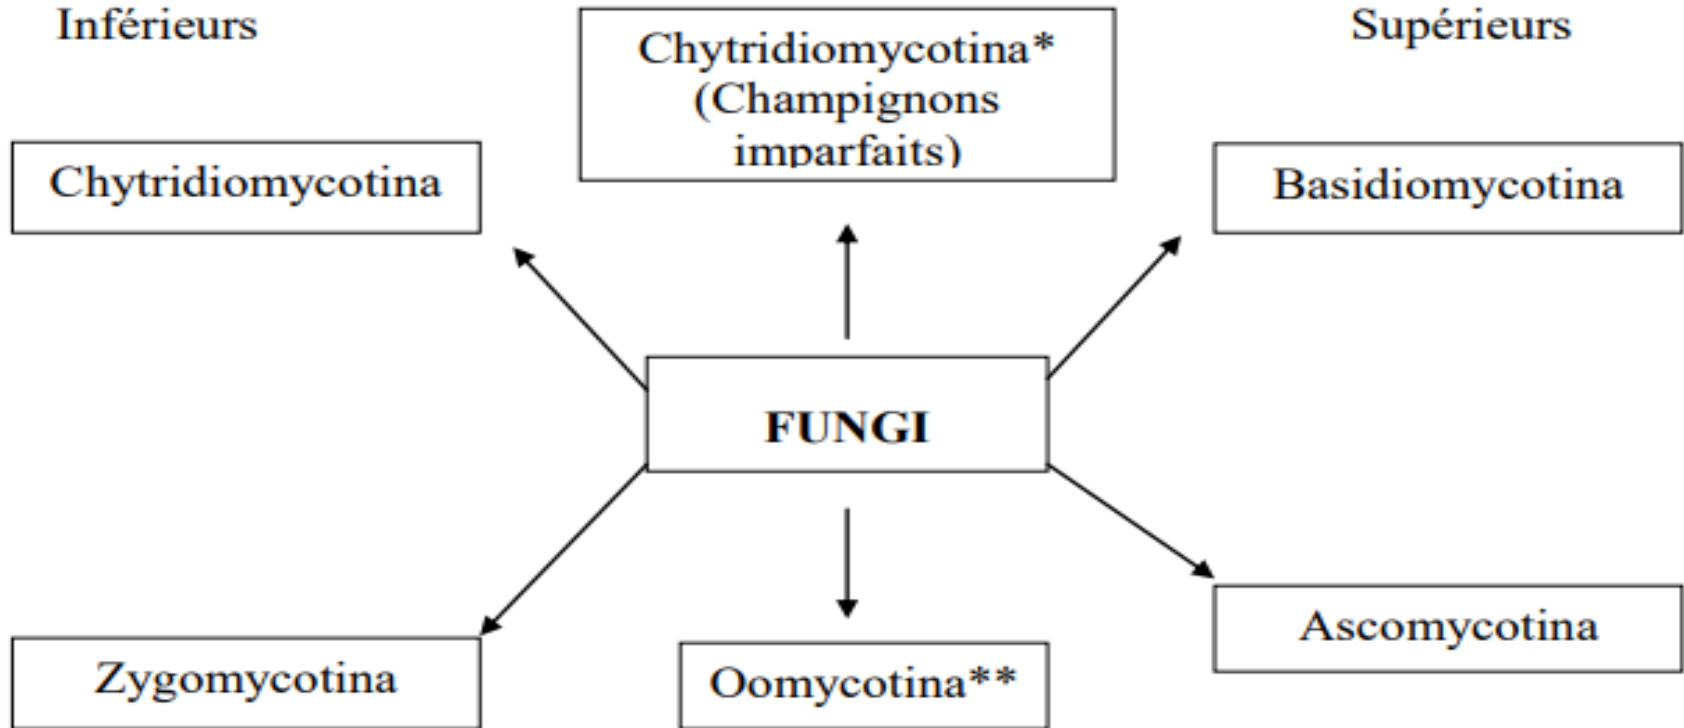 Inférieurs
Supérieurs
Chytridiomycotina*
(Champignons
imparfaits)
Chytridiomycotina
Basidiomycotina
FUNGI
Ascomycotina
Zygomycotina
Oomycotina**